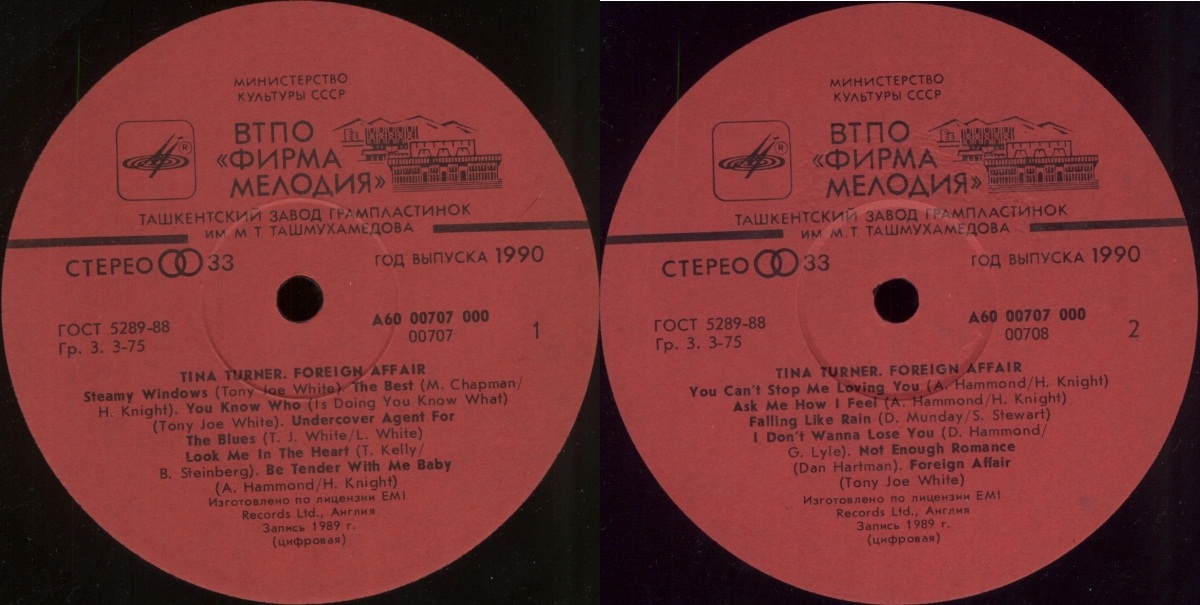 МИНИСТЕРСТВО
КУЛЬТУРЫ СССР
ВТПО
«ФИРМА
МЕЛОДИЯ»
®
ТАШКЕНТСКИЙ ЗАВОД ГРАМПЛАСТИНОК
ИМ. М. Т. ТАШМУХАМЕДОВА
СТЕРЕО 33
ГОД ВЫПУСКА 1990
ГОСТ 5289-88
Гр. 3. 3-75
А60 00707 000
00707
1
TINA TURNER. FOREIGN AFFAIR
Steamy Windows (Tony Joe White). The Best (M. Chapman/
H. Knight). You Know Who (Is Doing You Know What)
(Tony Joe White). Undercover Agent For
The Blues (T. J. White/L. White)
Look Me In The Heart (T. Kelly/
B. Steinberg). Be Tender With Me Baby
(A. Hammond/H. Knight)
Изготовлено по лицензии EMI
Records Ltd., Англия
Запись 1989 г.
(цифровая)
МИНИСТЕРСТВО
КУЛЬТУРЫ СССР
ВТПО
«ФИРМА
МЕЛОДИЯ»
®
ТАШКЕНТСКИЙ ЗАВОД ГРАМПЛАСТИНОК
ИМ. М. Т. ТАШМУХАМЕДОВА
СТЕРЕО 33
ГОД ВЫПУСКА 1990
ГОСТ 5289-88
Гр. 3. 3-75
А60 00707 000
00708
2
TINA TURNER. FOREIGN AFFAIR
You Can't Stop Me Loving You (A. Hammond/H. Knight)
Ask Me How I Feel (A. Hammond/H. Knight)
Falling Like Rain (D. Munday/S. Stewart)
I Don't Wanna Lose You (D. Hammond/
G. Lyle). Not Enough Romance
(Dan Hartman). Foreign Affair
(Tony Joe White)
Изготовлено по лицензии EMI
Records Ltd., Англия
Запись 1989 г.
(цифровая)